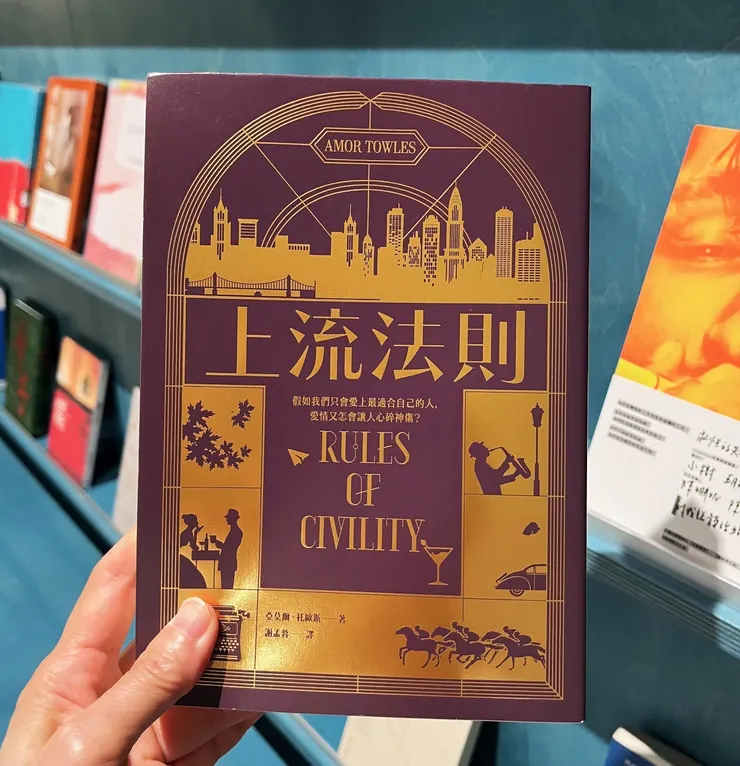 AMOR TOWLES
上流法則
假如我們只會愛上最適合自己的人，
愛情又怎會讓人心碎神傷？
RULES
OF
CIVILITY
亞莫爾·托歐斯——著
謝孟蓉 譯